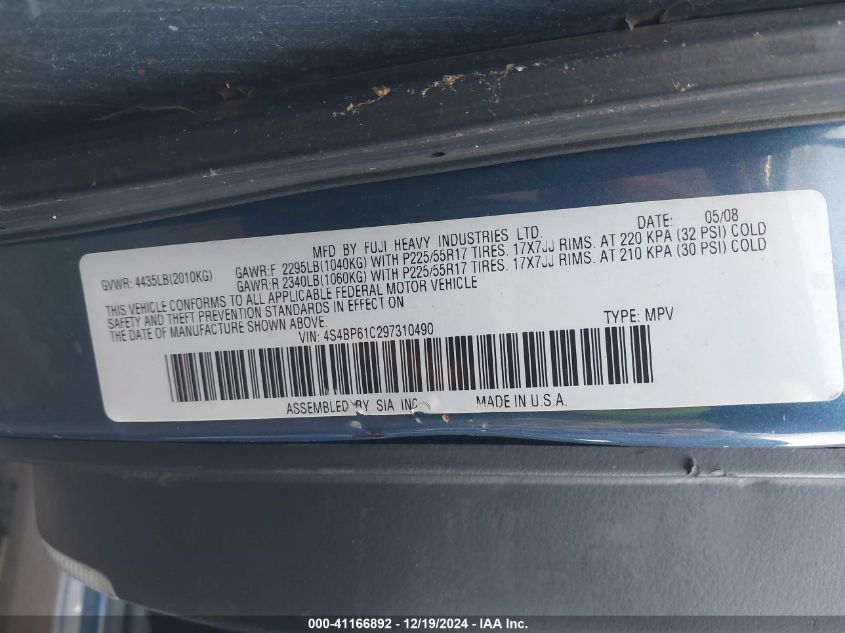 MFD BY FUJI HEAVY INDUSTRIES LTD. DATE: 05/08
GVWR: 4435LB(2010KG) GAWR:F 2295LB(1040KG) WITH P225/55R17 TIRES. 17X7JJ RIMS. AT 220 KPA (32 PSI) COLD
GAWR:R 2340LB(1060KG) WITH P225/55R17 TIRES. 17X7JJ RIMS. AT 210 KPA (30 PSI) COLD
THIS VEHICLE CONFORMS TO ALL APPLICABLE FEDERAL MOTOR VEHICLE
SAFETY AND THEFT PREVENTION STANDARDS IN EFFECT ON
THE DATE OF MANUFACTURE SHOWN ABOVE.
VIN: 4S4BP61C297310490 TYPE: MPV
ASSEMBLED BY SIA INC. MADE IN U.S.A.
000-41166892 - 12/19/2024 - IAA Inc.